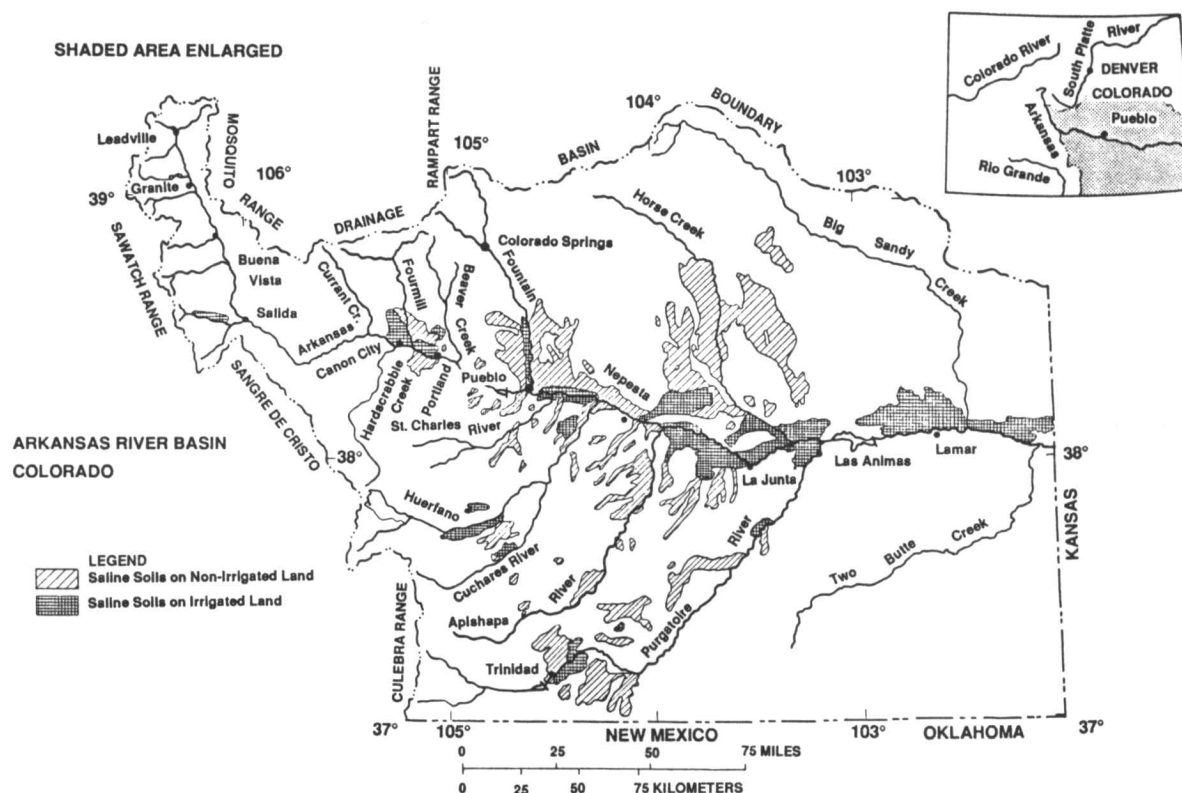 SHADED AREA ENLARGED
Colorado River
South Platte
River
DENVER
COLORADO
Pueblo
Arkansas
Rio Grande
Leadville
Granite
39°
MOSQUITO
RANGE
106°
SAWATCH RANGE
Buena
Vista
Salida
RAMPART RANGE
105°
104°
BOUNDARY
BASIN
DRAINAGE
103°
Horse Creek
Big Sandy
Creek
Colorado Springs
Fountain
Currant Cr.
Fourmill
Beaver
Creek
Arkansas
Canon City
Hardscrabble
Creek
Portland
Pueblo
Nepesta
St. Charles
River
SANGRE DE CRISTO
38°
ARKANSAS RIVER BASIN
COLORADO
La Junta
Las Animas
Lamar
38°
KANSAS
Huerfano
Cuchares River
Apishapa
River
Purgatoire
River
Two Butte Creek
LEGEND
Saline Soils on Non-Irrigated Land
Saline Soils on Irrigated Land
CULEBRA RANGE
Trinidad
37°
105°
NEW MEXICO
103°
OKLAHOMA
37°
0 25 50 75 MILES
0 25 50 75 KILOMETERS